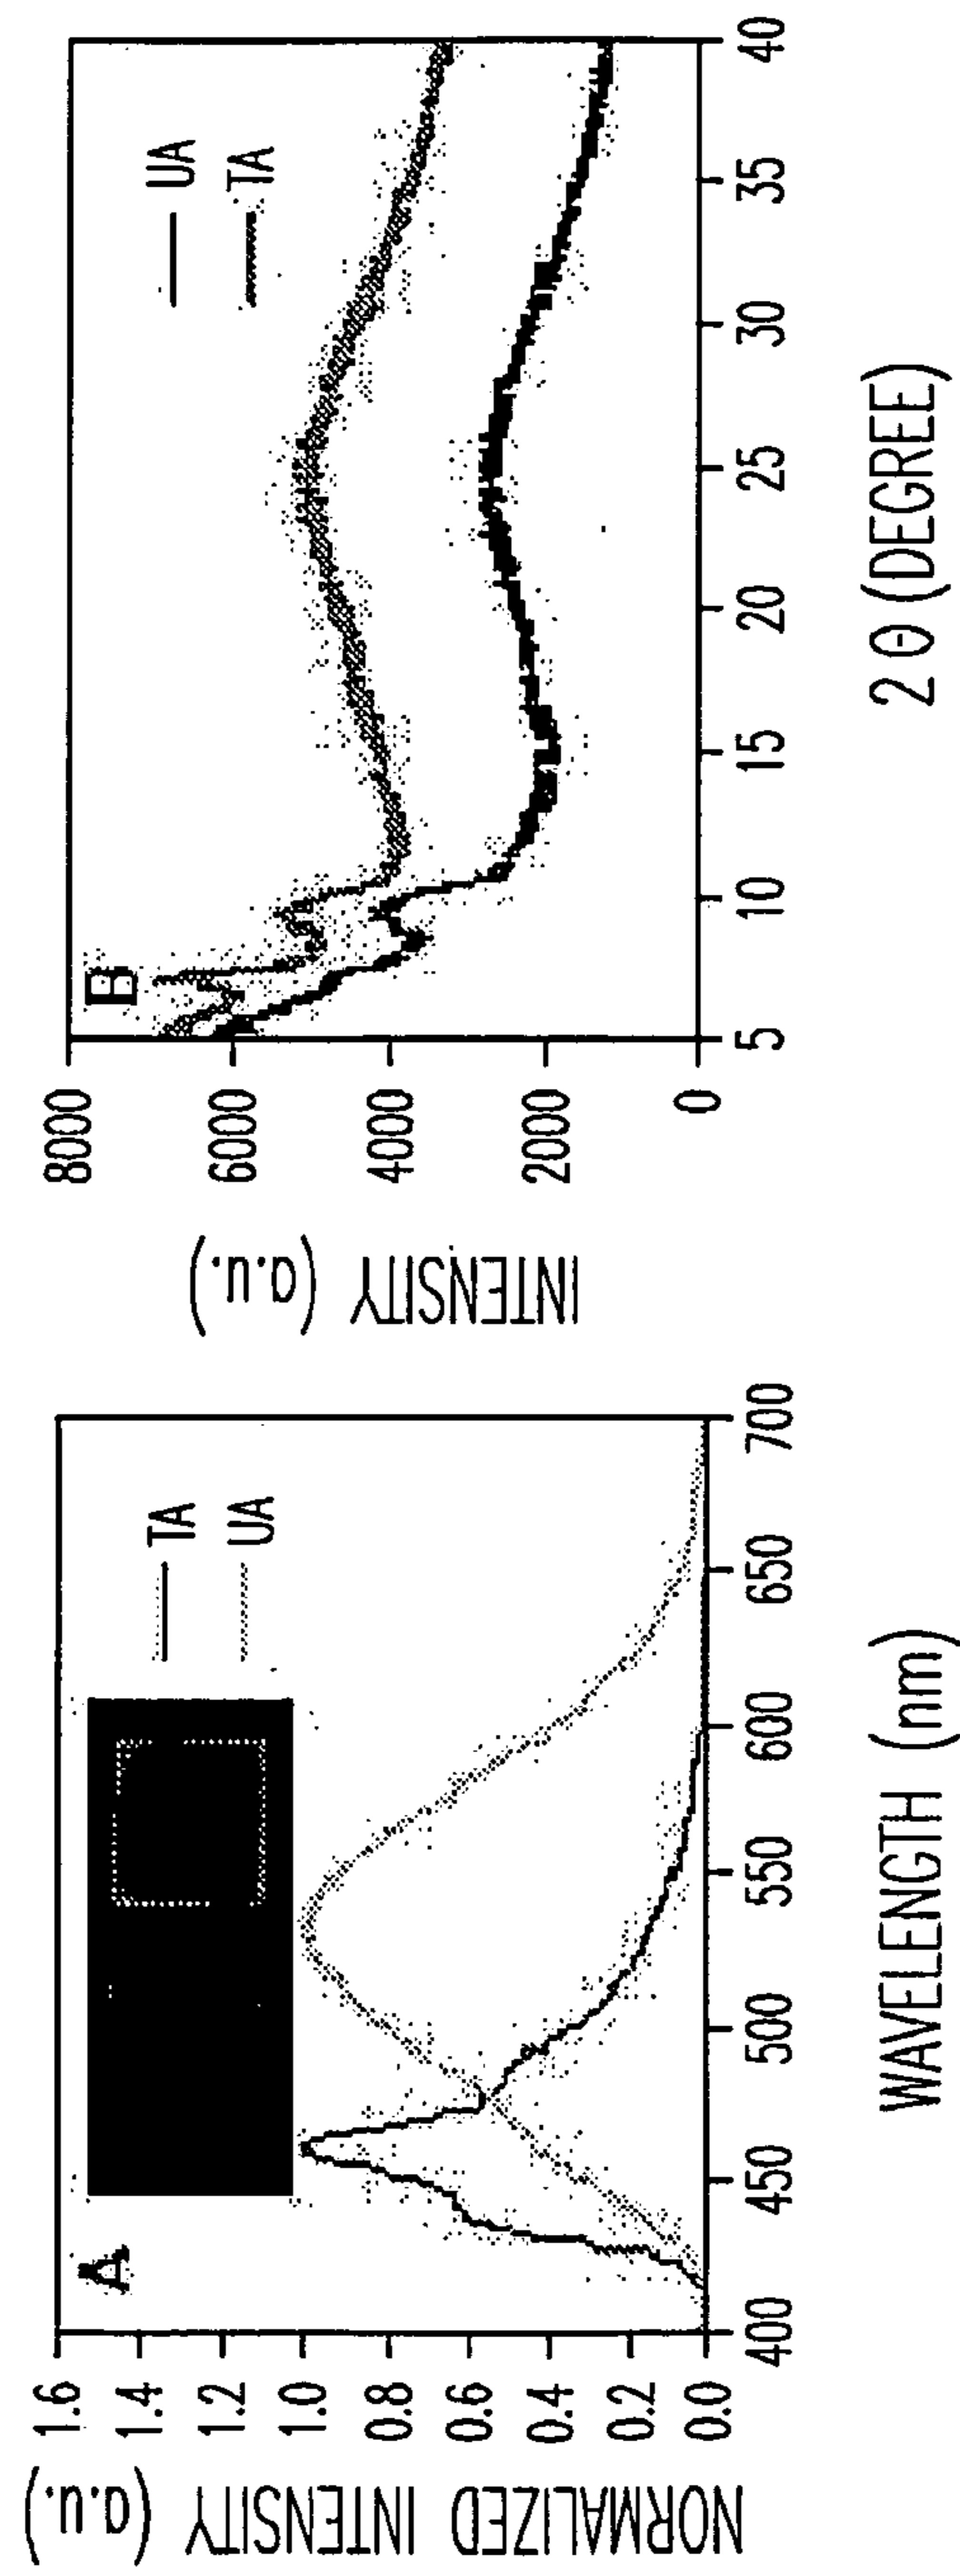 A
TA
UA
1.6
1.4
1.2
1.0
0.8
0.6
0.4
0.2
0.0
NORMALIZED INTENSITY
(a.u.)
400 450 500 550 600 650 700
WAVELENGTH (nm)
B
UA
TA
8000
6000
4000
2000
0
INTENSITY (a.u.)
5 10 15 20 25 30 35 40
2 Θ (DEGREE)